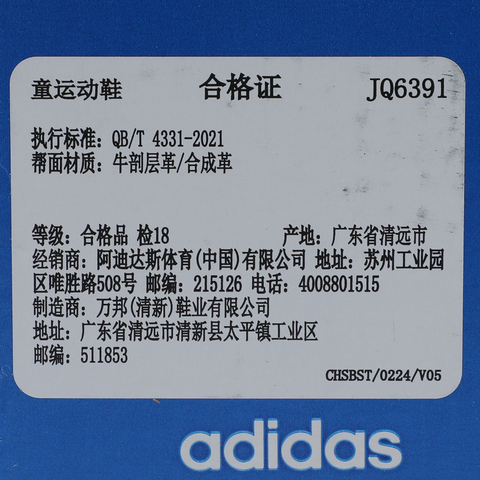 童运动鞋 合格证 JQ6391
执行标准: QB/T 4331-2021
帮面材质: 牛剖层革/合成革
等级: 合格品 检18 产地: 广东省清远市
经销商: 阿迪达斯体育(中国)有限公司 地址: 苏州工业园
区唯胜路508号 邮编: 215126 电话: 4008801515
制造商: 万邦(清新)鞋业有限公司
地址: 广东省清远市清新县太平镇工业区
邮编: 511853
CHSBST/0224/V05
adidas